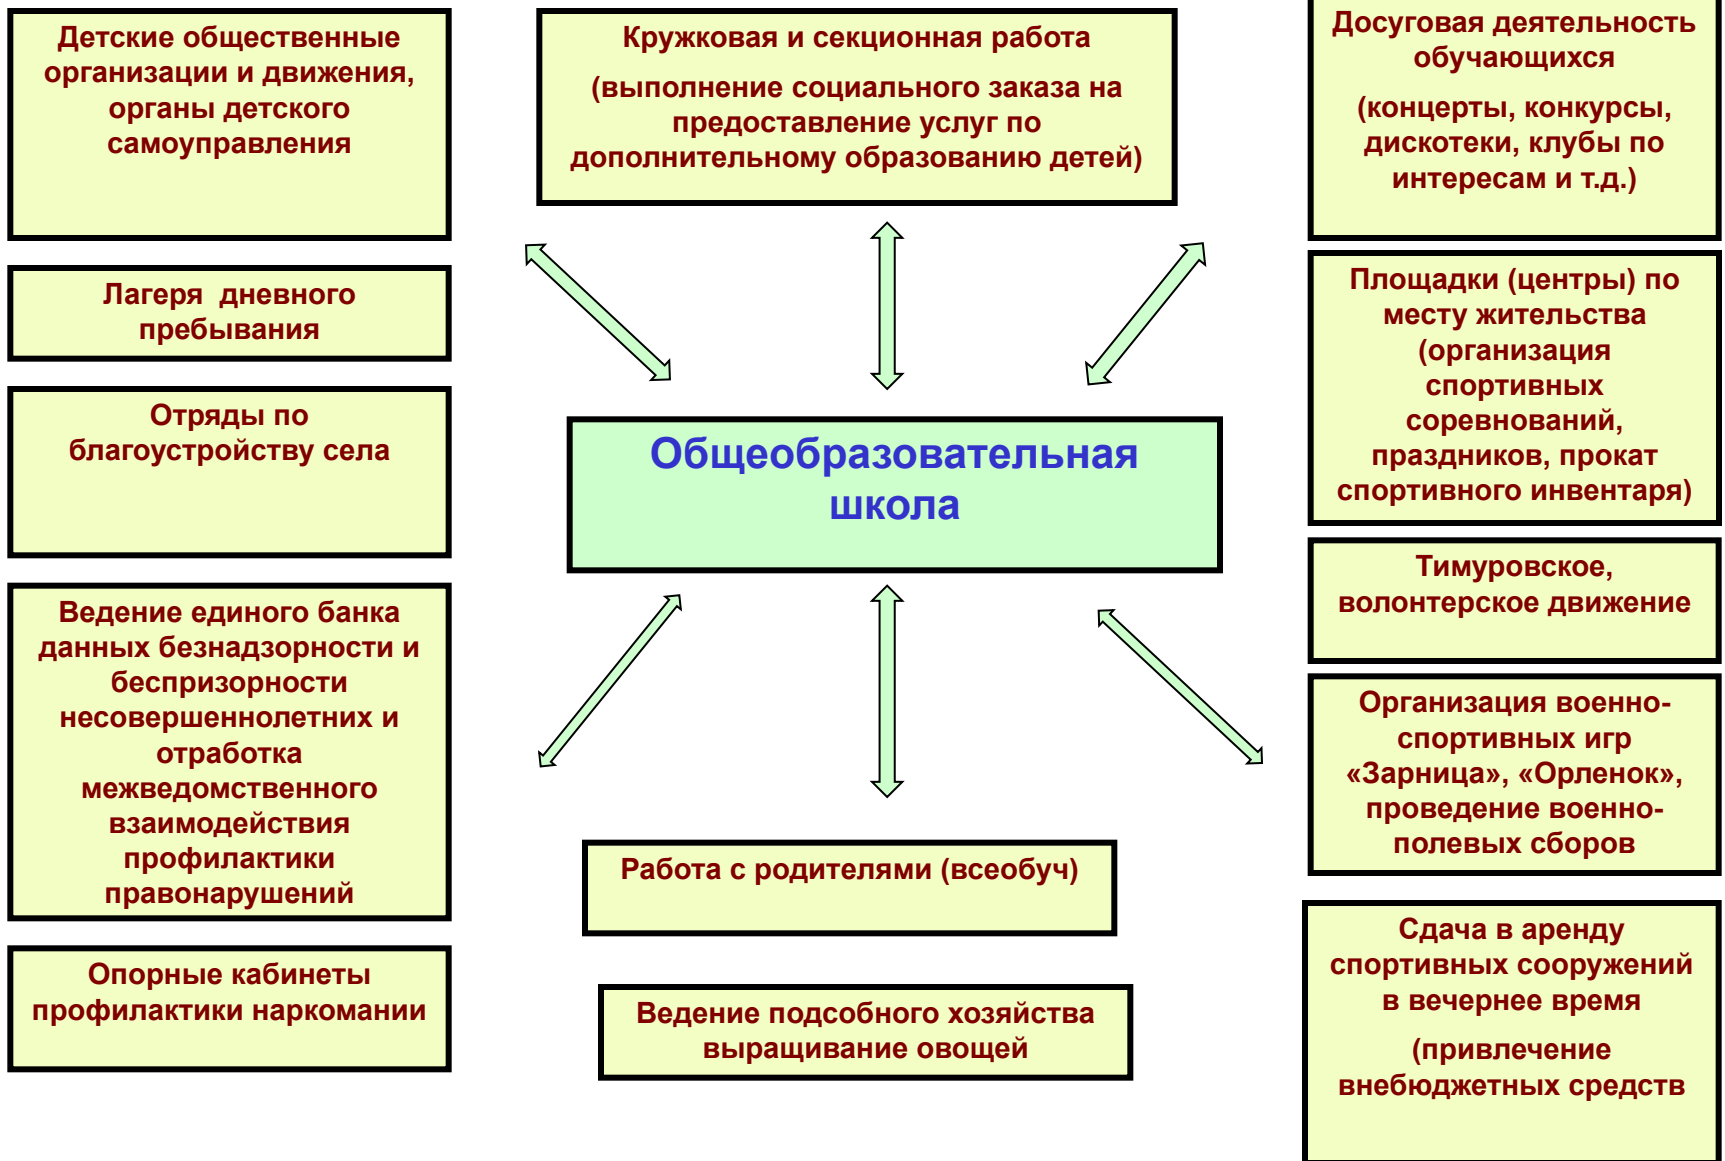 Детские общественные
организации и движения,
органы детского
самоуправления
Кружковая и секционная работа
(выполнение социального заказа на
предоставление услуг по
дополнительному образованию детей)
Досуговая деятельность
обучающихся
(концерты, конкурсы,
дискотеки, клубы по
интересам и т.д.)
Лагеря дневного
пребывания
Площадки (центры) по
месту жительства
(организация
спортивных
соревнований,
праздников, прокат
спортивного инвентаря)
Отряды по
благоустройству села
Общеобразовательная
школа
Тимуровское,
волонтерское движение
Ведение единого банка
данных безнадзорности и
беспризорности
несовершеннолетних и
отработка
межведомственного
взаимодействия
профилактики
правонарушений
Организация военно-
спортивных игр
«Зарница», «Орленок»,
проведение военно-
полевых сборов
Работа с родителями (всеобуч)
Опорные кабинеты
профилактики наркомании
Ведение подсобного хозяйства
выращивание овощей
Сдача в аренду
спортивных сооружений
в вечернее время
(привлечение
внебюджетных средств